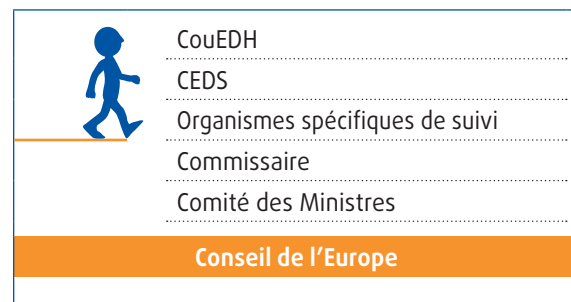 CouEDH
CEDS
Organismes spécifiques de suivi
Commissaire
Comité des Ministres
Conseil de l'Europe